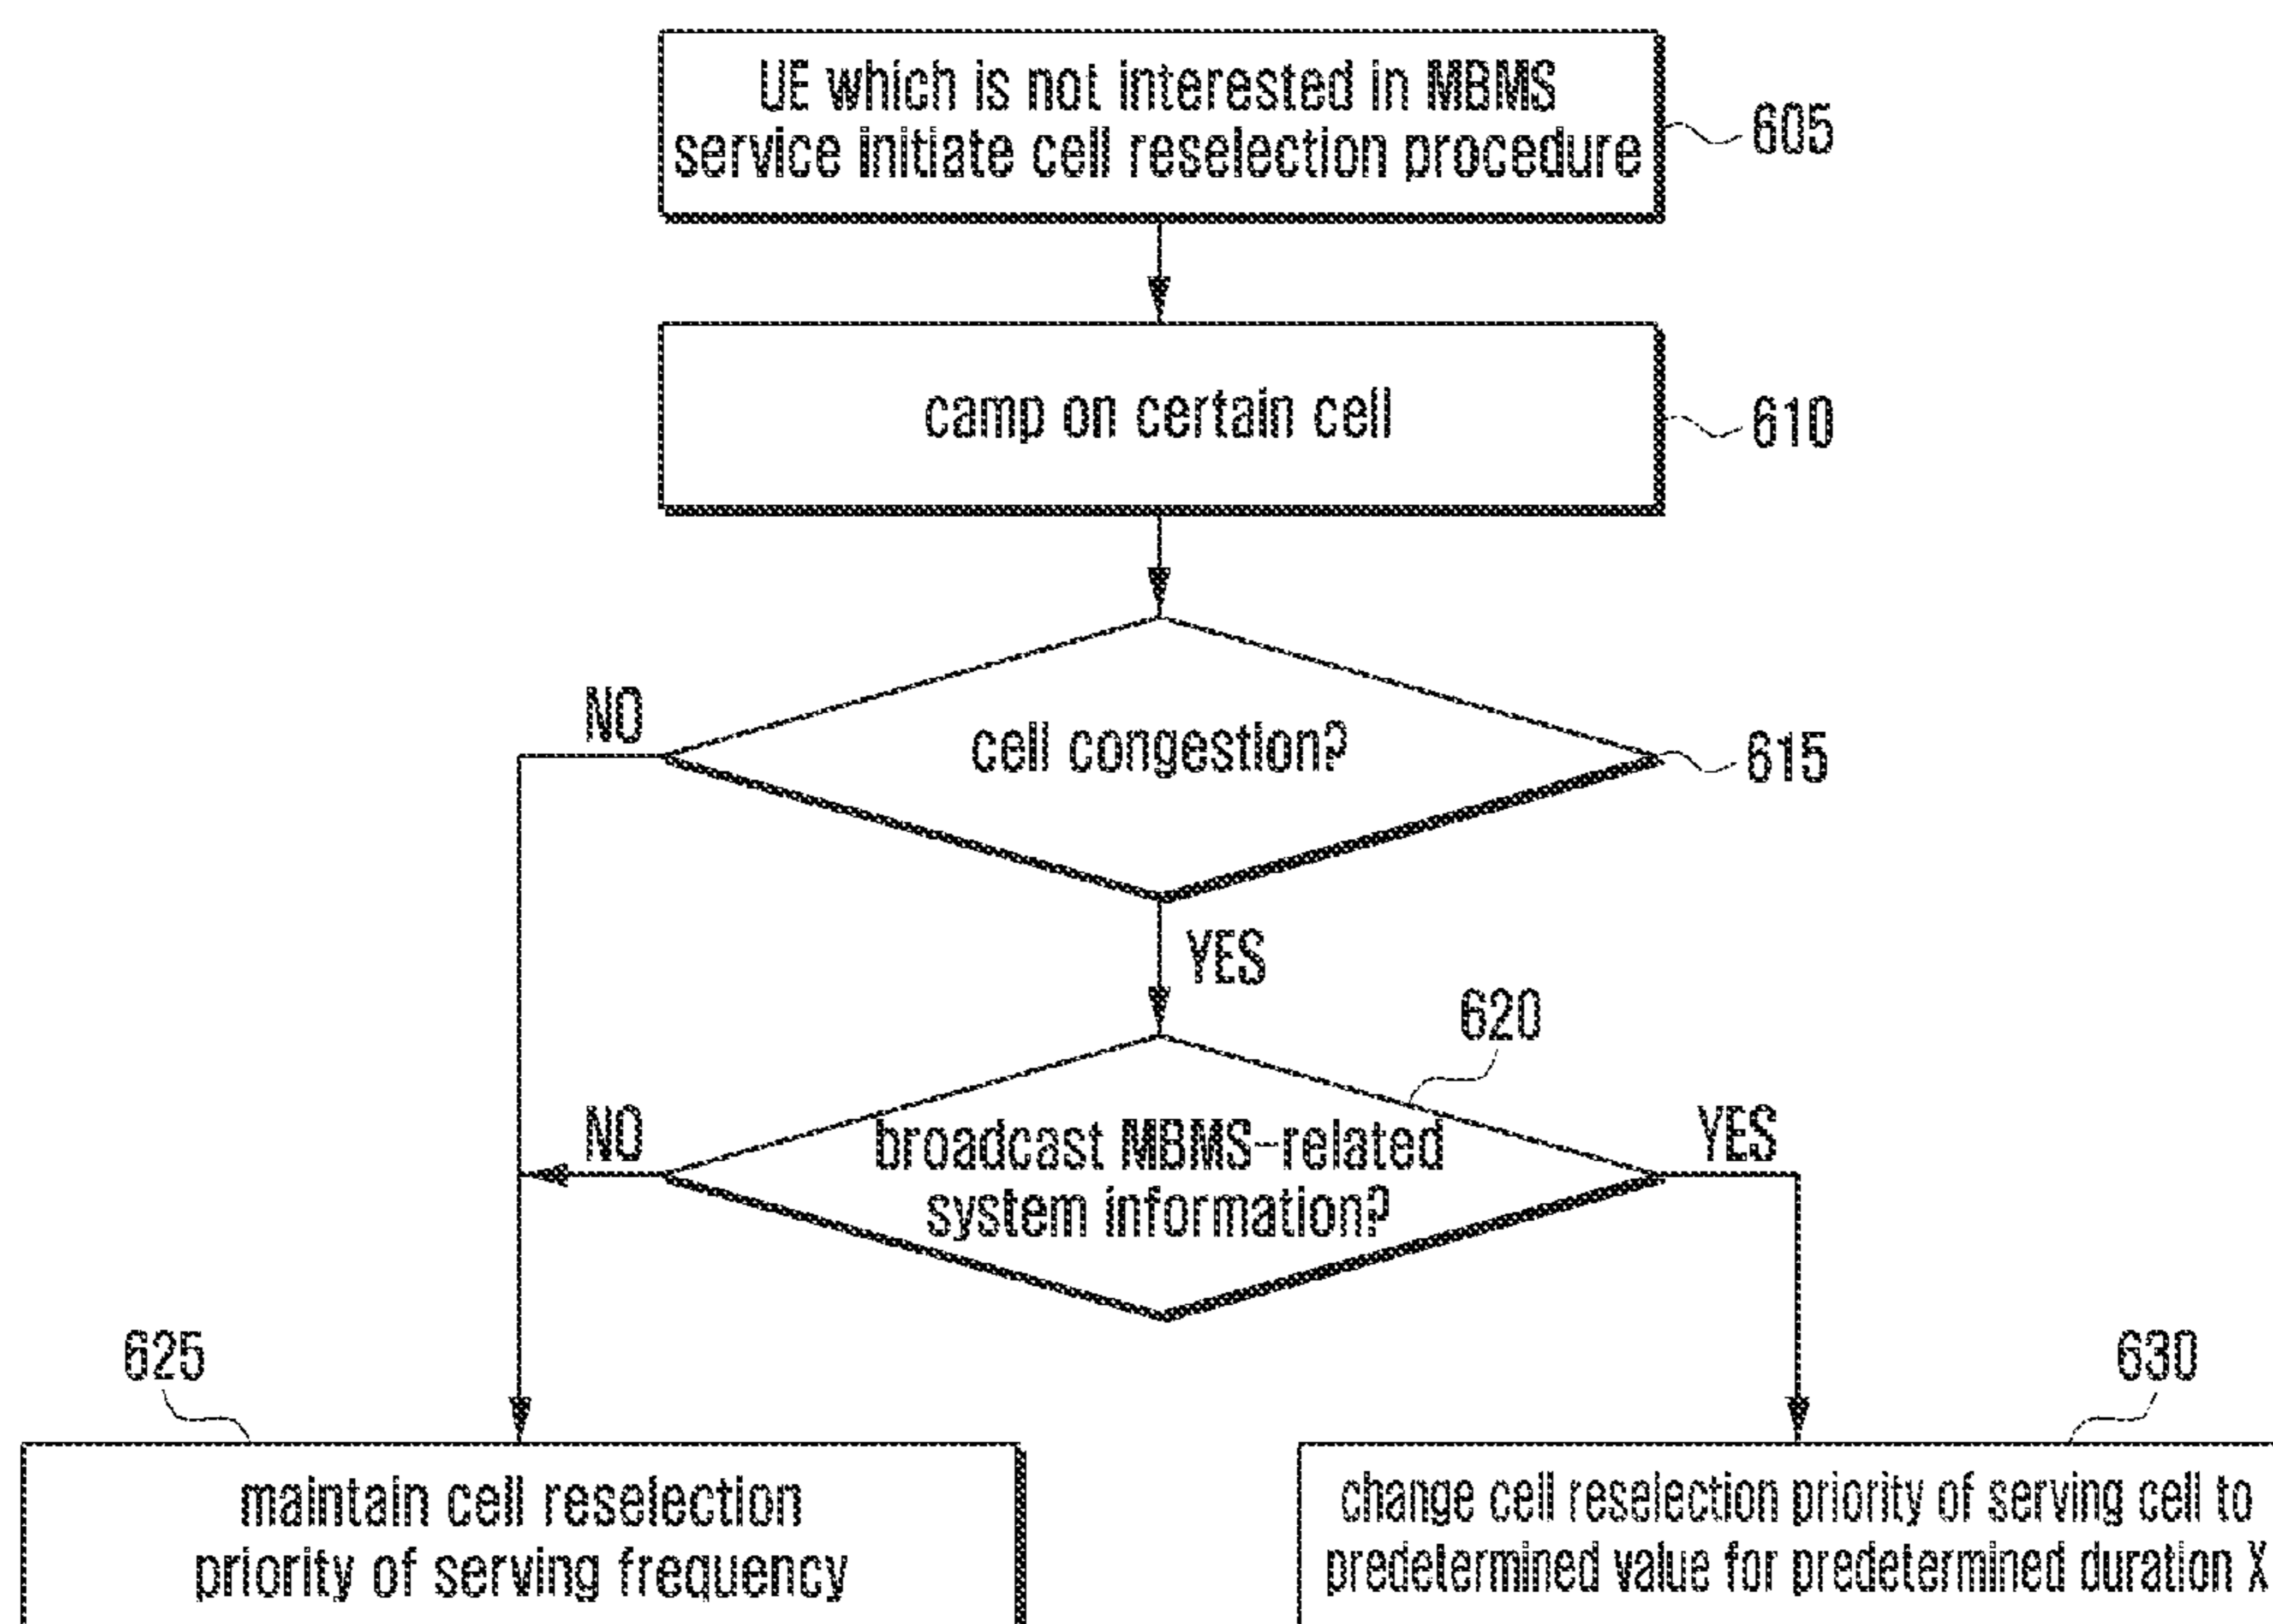 UE which is not interested in MBMS
service initiate cell reselection procedure
605
camp on certain cell
610
cell congestion?
615
NO
YES
620
broadcast MBMS-related
system information?
NO
YES
625
630
maintain cell reselection
priority of serving frequency
change cell reselection priority of serving cell to
predetermined value for predetermined duration X